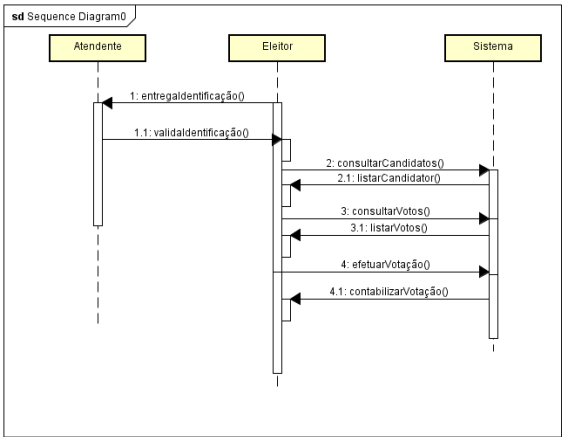 sd Sequence Diagram0
Atendente Eleitor Sistema
1: entregaIdentificação()
1.1: validaIdentificação()
2: consultarCandidatos()
2.1: listarCandidator()
3: consultarVotos()
3.1: listarVotos()
4: efetuarVotação()
4.1: contabilizarVotação()